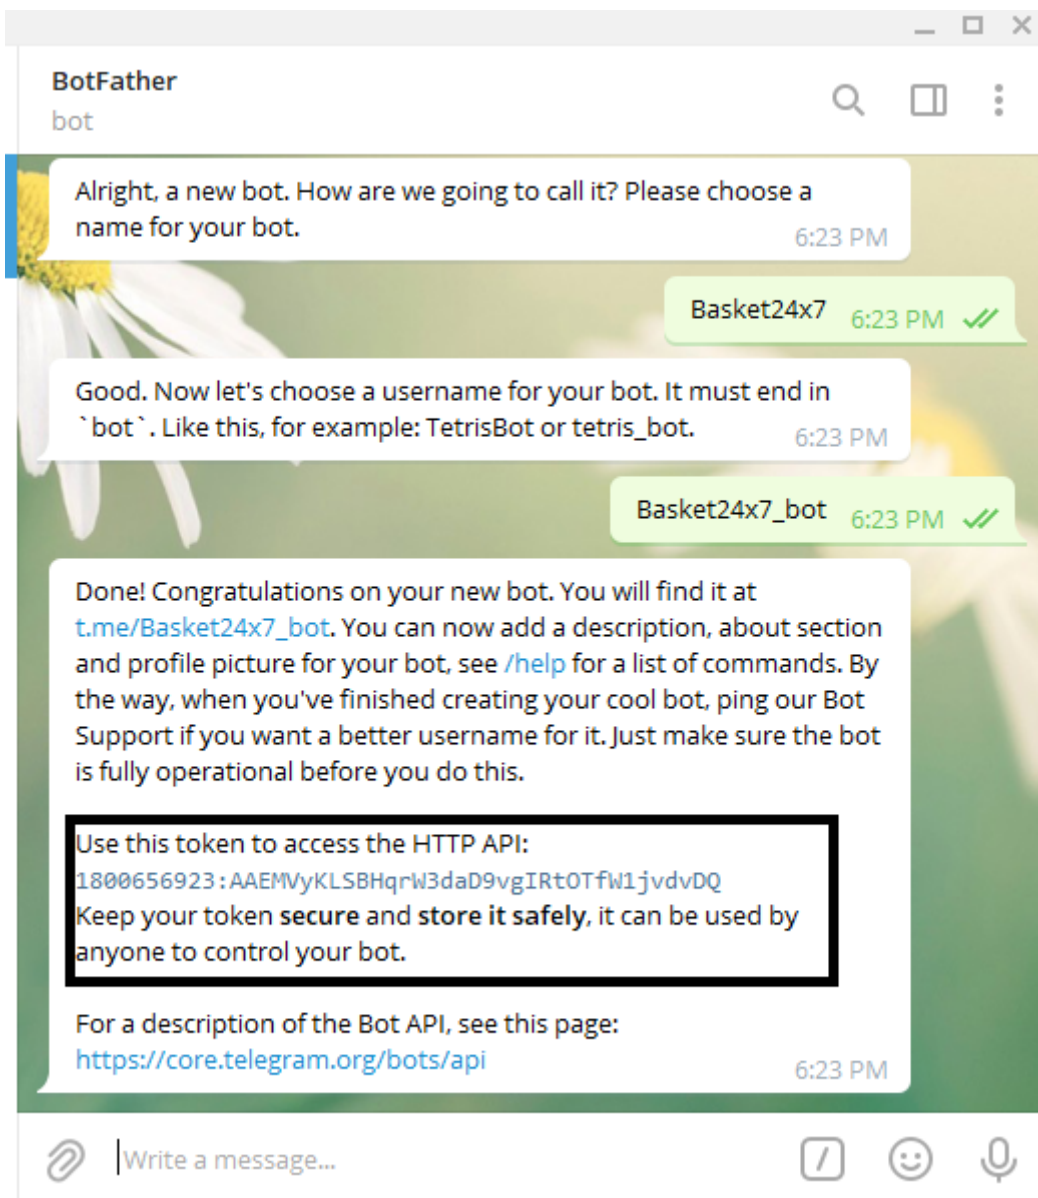 BotFather
bot
Alright, a new bot. How are we going to call it? Please choose a
name for your bot.
6:23 PM
Basket24x7
6:23 PM
Good. Now let's choose a username for your bot. It must end in
`bot`. Like this, for example: TetrisBot or tetris_bot.
6:23 PM
Basket24x7_bot
6:23 PM
Done! Congratulations on your new bot. You will find it at
t.me/Basket24x7_bot. You can now add a description, about section
and profile picture for your bot, see /help for a list of commands. By
the way, when you've finished creating your cool bot, ping our Bot
Support if you want a better username for it. Just make sure the bot
is fully operational before you do this.
Use this token to access the HTTP API:
1800656923:AAEMVyKLSBHqrW3daD9vgIRtOTfW1jvdvDQ
Keep your token secure and store it safely, it can be used by
anyone to control your bot.
For a description of the Bot API, see this page:
https://core.telegram.org/bots/api
6:23 PM
Write a message...